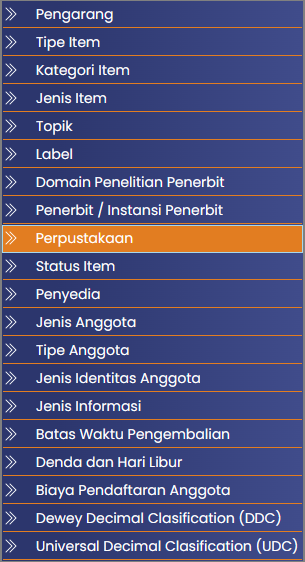 Pengarang
Tipe Item
Kategori Item
Jenis Item
Topik
Label
Domain Penelitian Penerbit
Penerbit / Instansi Penerbit
Perpustakaan
Status Item
Penyedia
Jenis Anggota
Tipe Anggota
Jenis Identitas Anggota
Jenis Informasi
Batas Waktu Pengembalian
Denda dan Hari Libur
Biaya Pendaftaran Anggota
Dewey Decimal Clasification (DDC)
Universal Decimal Clasification (UDC)